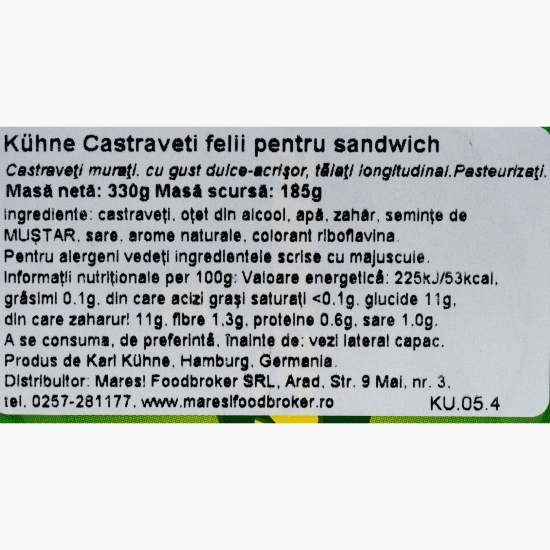 Kühne Castraveti felii pentru sandwich
Castraveţi muraţi. cu gust dulce-acrişor, tăiaţi longitudinal.Pasteurizaţi.
Masă netă: 330g Masă scursă: 185g
Ingrediente: castraveţi, oţet din alcool, apă, zahăr, seminţe de
MUŞTAR, sare, arome naturale, colorant riboflavina.
Pentru alergeni vedeţi ingredientele scrise cu majuscule.
Informaţii nutriţionale per 100g: Valoare energetică: 225kJ/53kcal,
grăsimi 0.1g, din care acizi graşi saturaţi <0.1g, glucide 11g,
din care zaharuri 11g, fibre 1,3g, proteine 0.6g, sare 1.0g.
A se consuma, de preferinţă, înainte de: vezi lateral capac.
Produs de Karl Kühne, Hamburg, Germania.
Distribuitor: Maresi Foodbroker SRL, Arad, Str. 9 Mai, nr. 3,
tel. 0257-281177, www.maresifoodbroker.ro KU.05.4